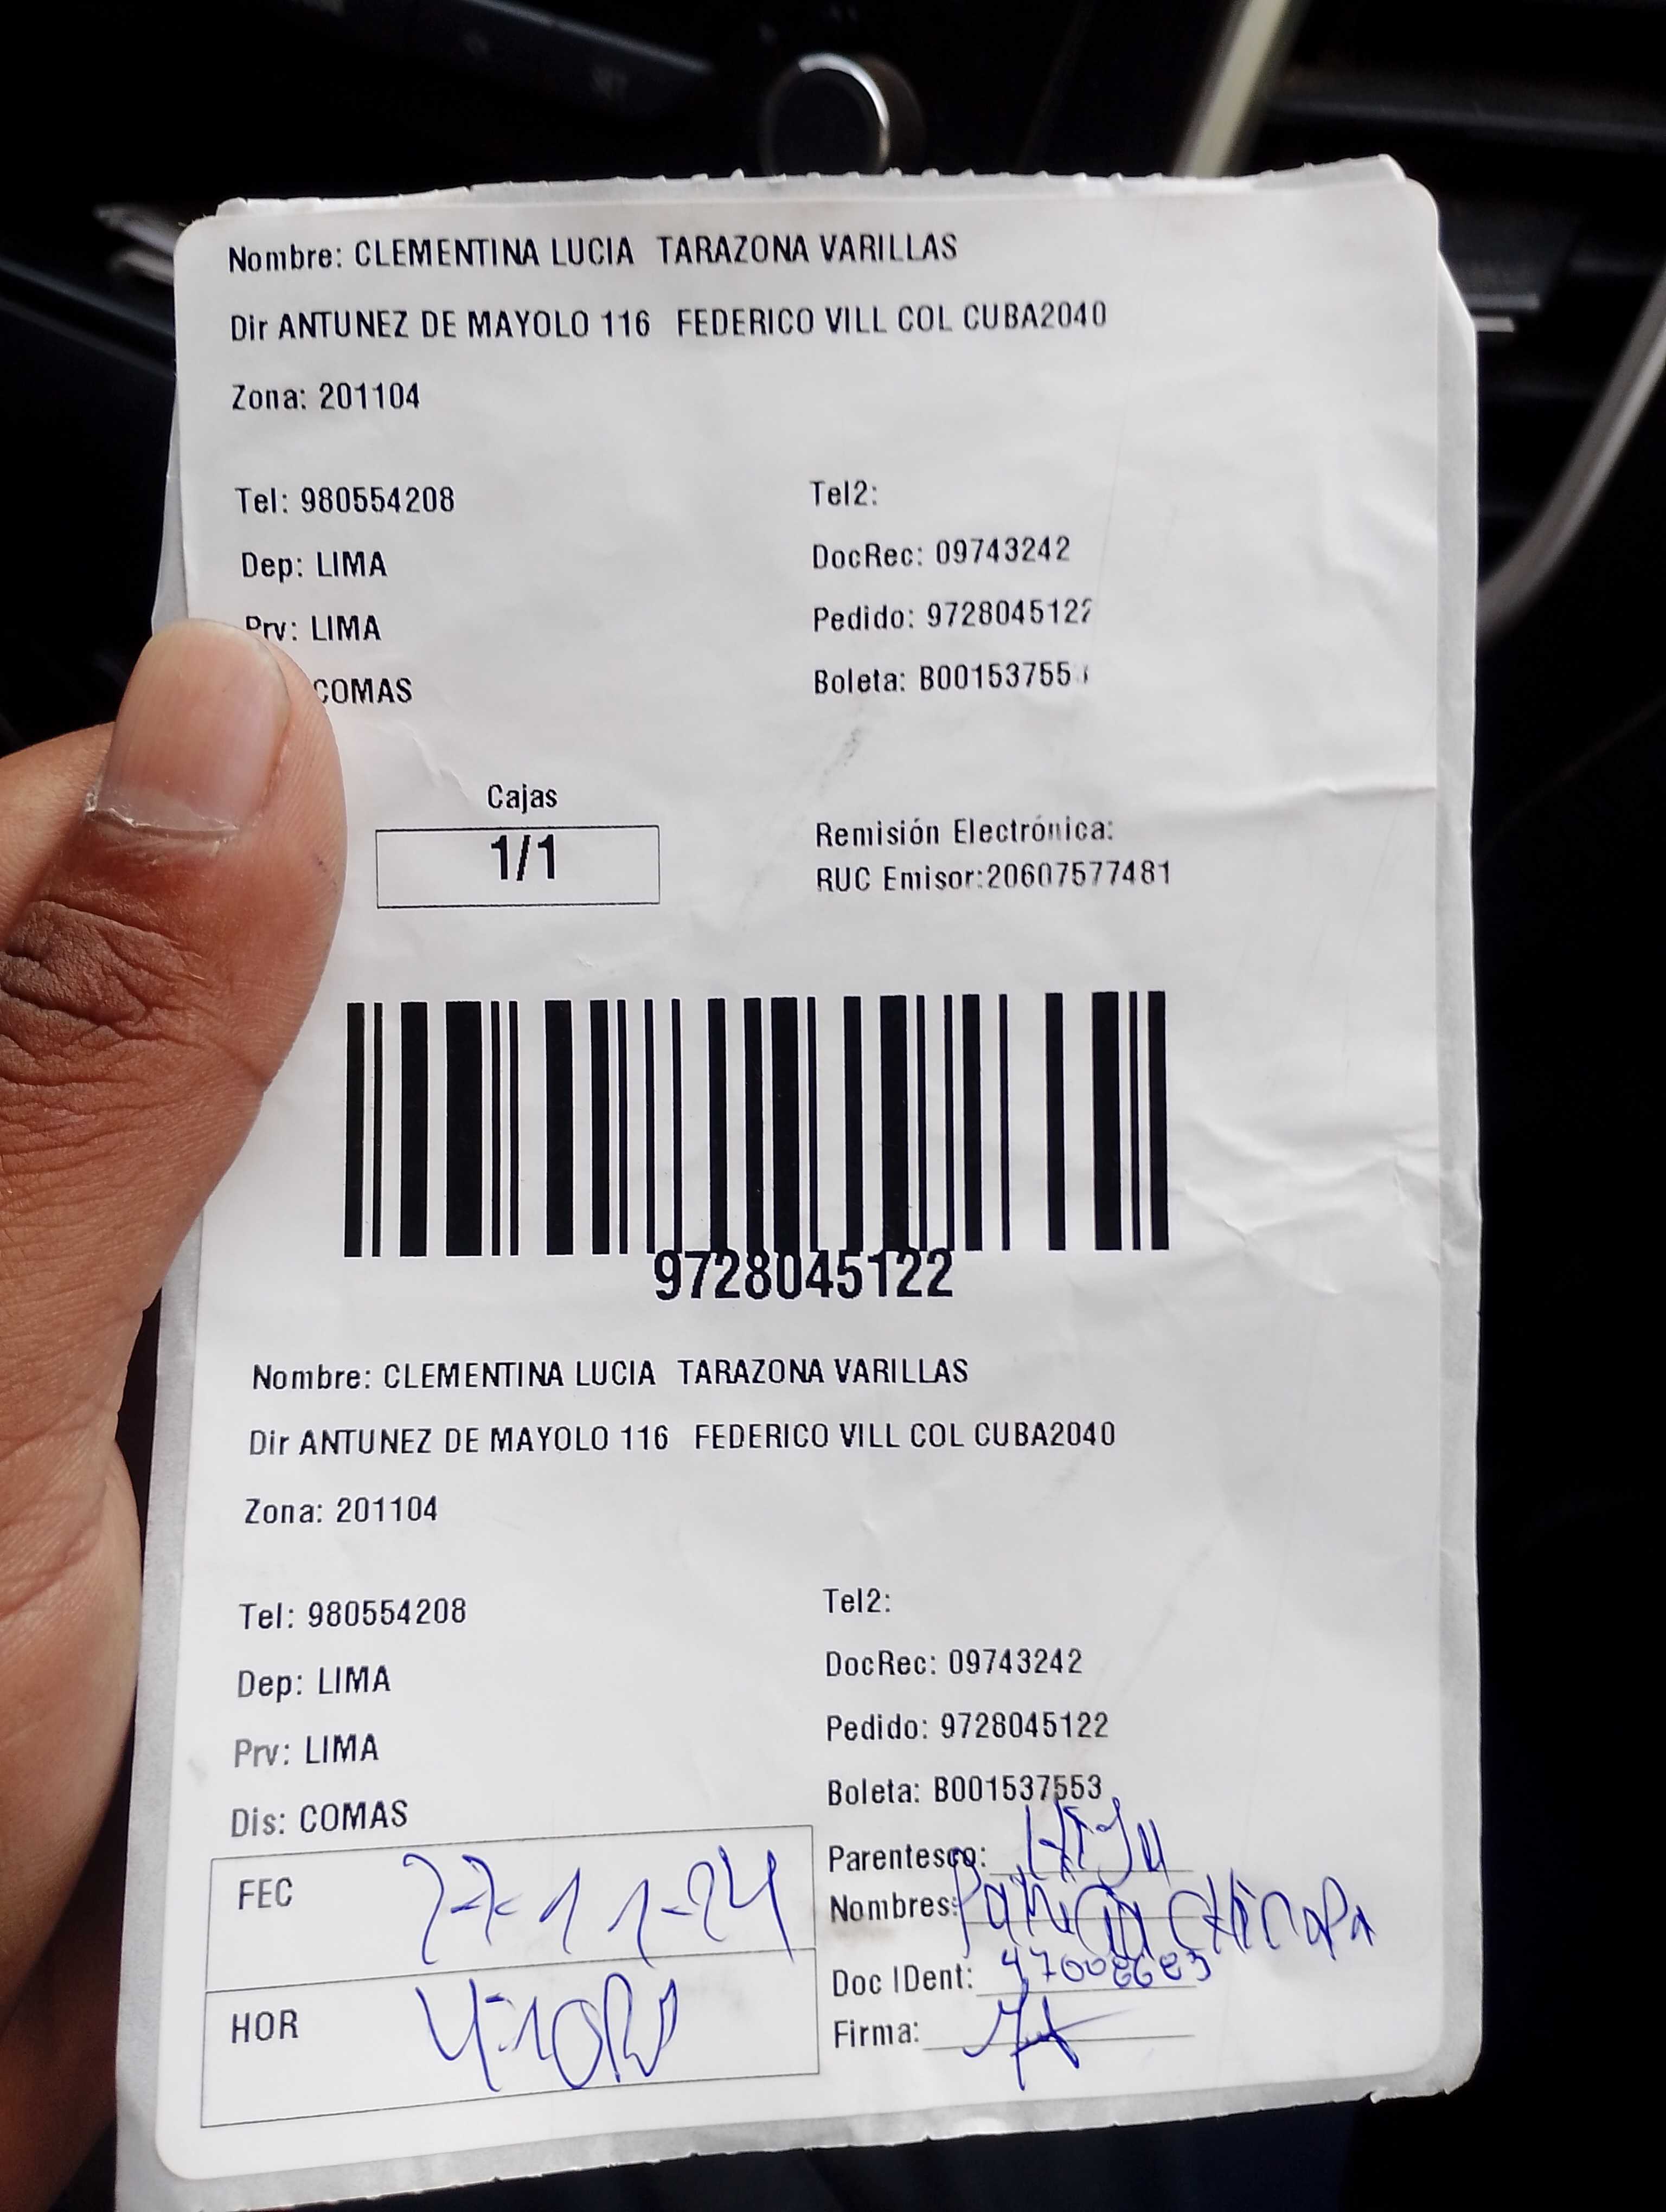 Nombre: CLEMENTINA LUCIA TARAZONA VARILLAS
Dir ANTUNEZ DE MAYOLO 116 FEDERICO VILL COL CUBA2040
Zona: 201104
Tel: 980554208 Tel2:
Dep: LIMA DocRec: 09743242
Prv: LIMA Pedido: 9728045122
COMAS Boleta: B00153755
Cajas
1/1
Remisión Electrónica:
RUC Emisor:20607577481
9728045122
Nombre: CLEMENTINA LUCIA TARAZONA VARILLAS
Dir ANTUNEZ DE MAYOLO 116 FEDERICO VILL COL CUBA2040
Zona: 201104
Tel: 980554208 Tel2:
Dep: LIMA DocRec: 09743242
Prv: LIMA Pedido: 9728045122
Dis: COMAS Boleta: B001537553
FEC 27-11-24
HOR
Parentesco: Hija
Nombres: Patricia
Doc IDent:
Firma: